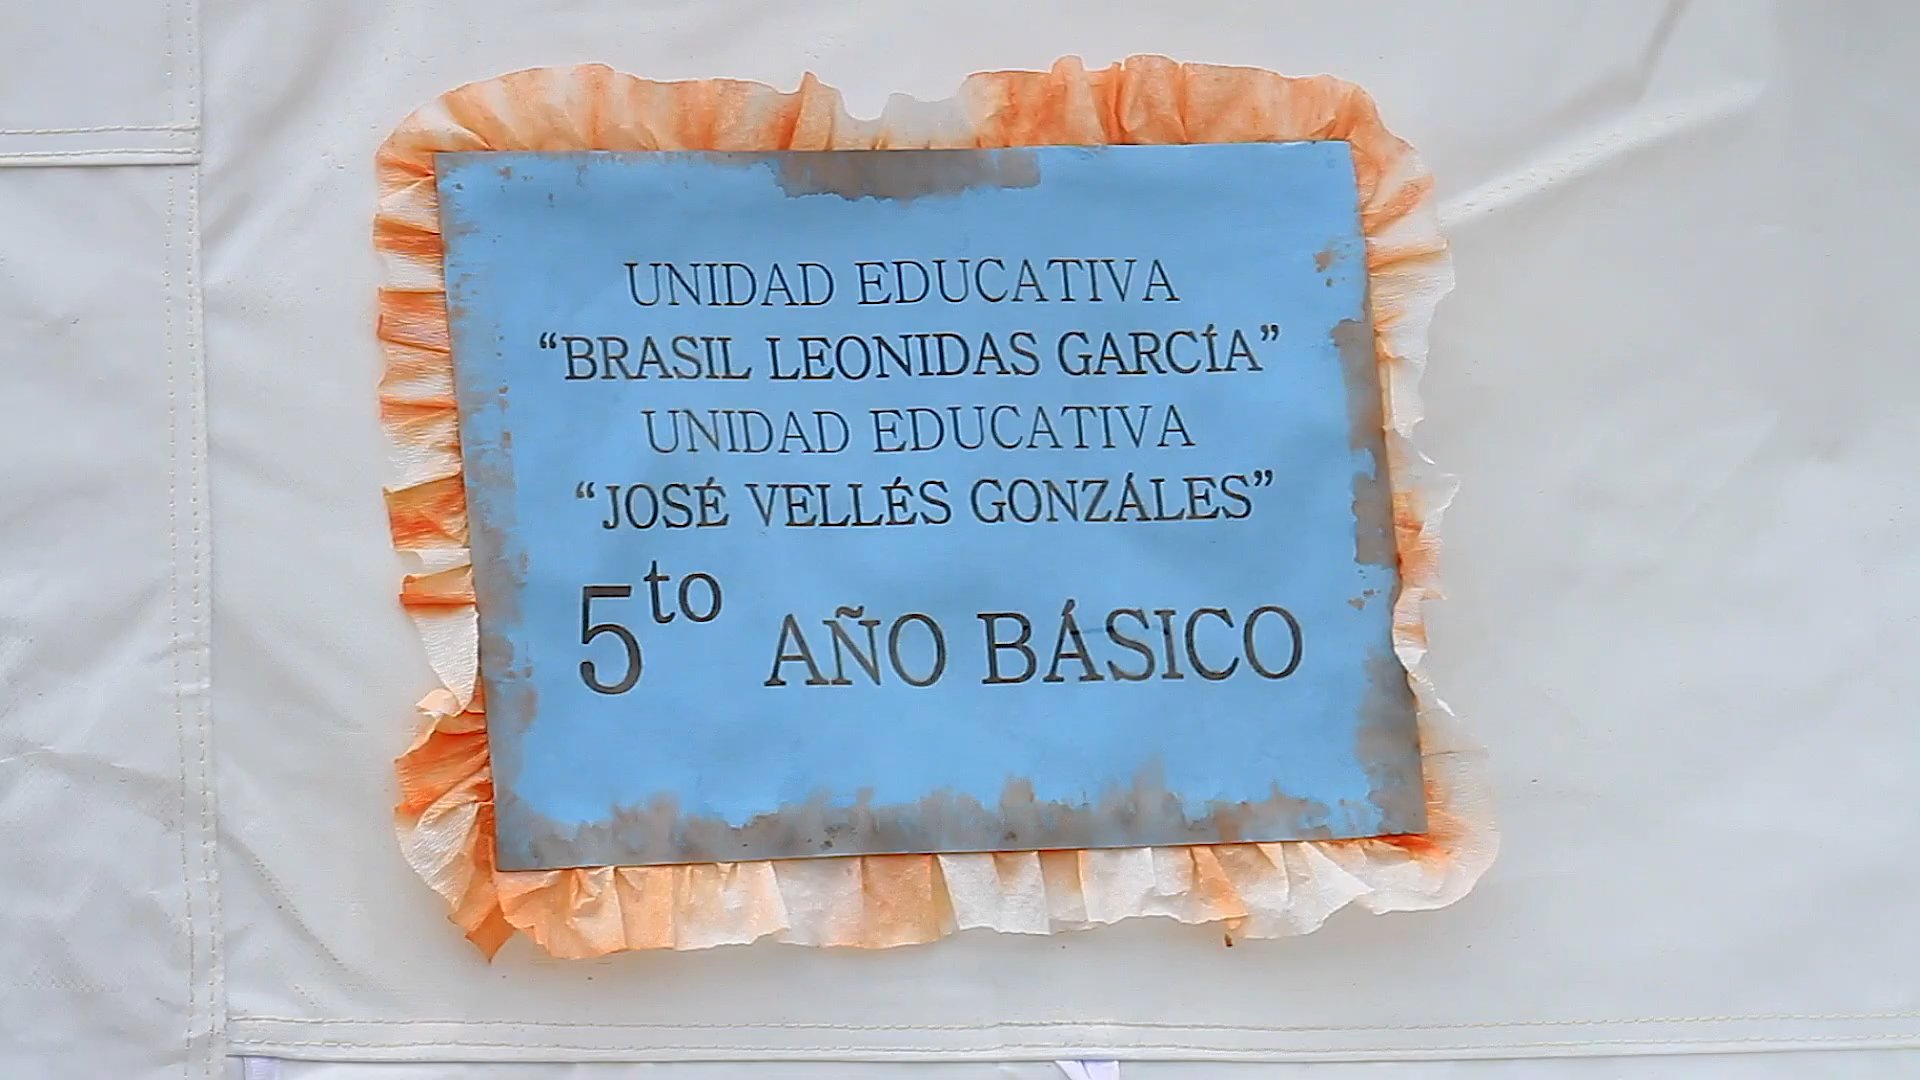 UNIDAD EDUCATIVA
“BRASIL LEONIDAS GARCÍA”
UNIDAD EDUCATIVA
“JOSÉ VELLÉS GONZÁLES”
5to AÑO BÁSICO